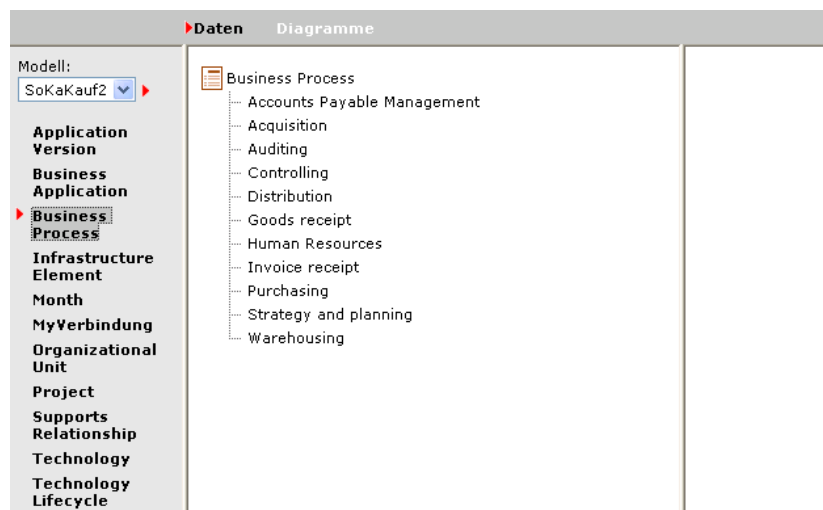 Daten Diagramme
Modell:
SoKaKauf2
Application
Version
Business
Application
Business
Process
Infrastructure
Element
Month
MyVerbindung
Organizational
Unit
Project
Supports
Relationship
Technology
Technology
Lifecycle
Business Process
Accounts Payable Management
Acquisition
Auditing
Controlling
Distribution
Goods receipt
Human Resources
Invoice receipt
Purchasing
Strategy and planning
Warehousing